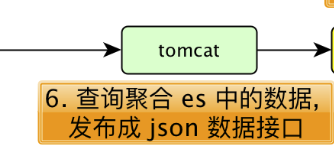 tomcat
6. 查询聚合 es 中的数据，
发布成 json 数据接口